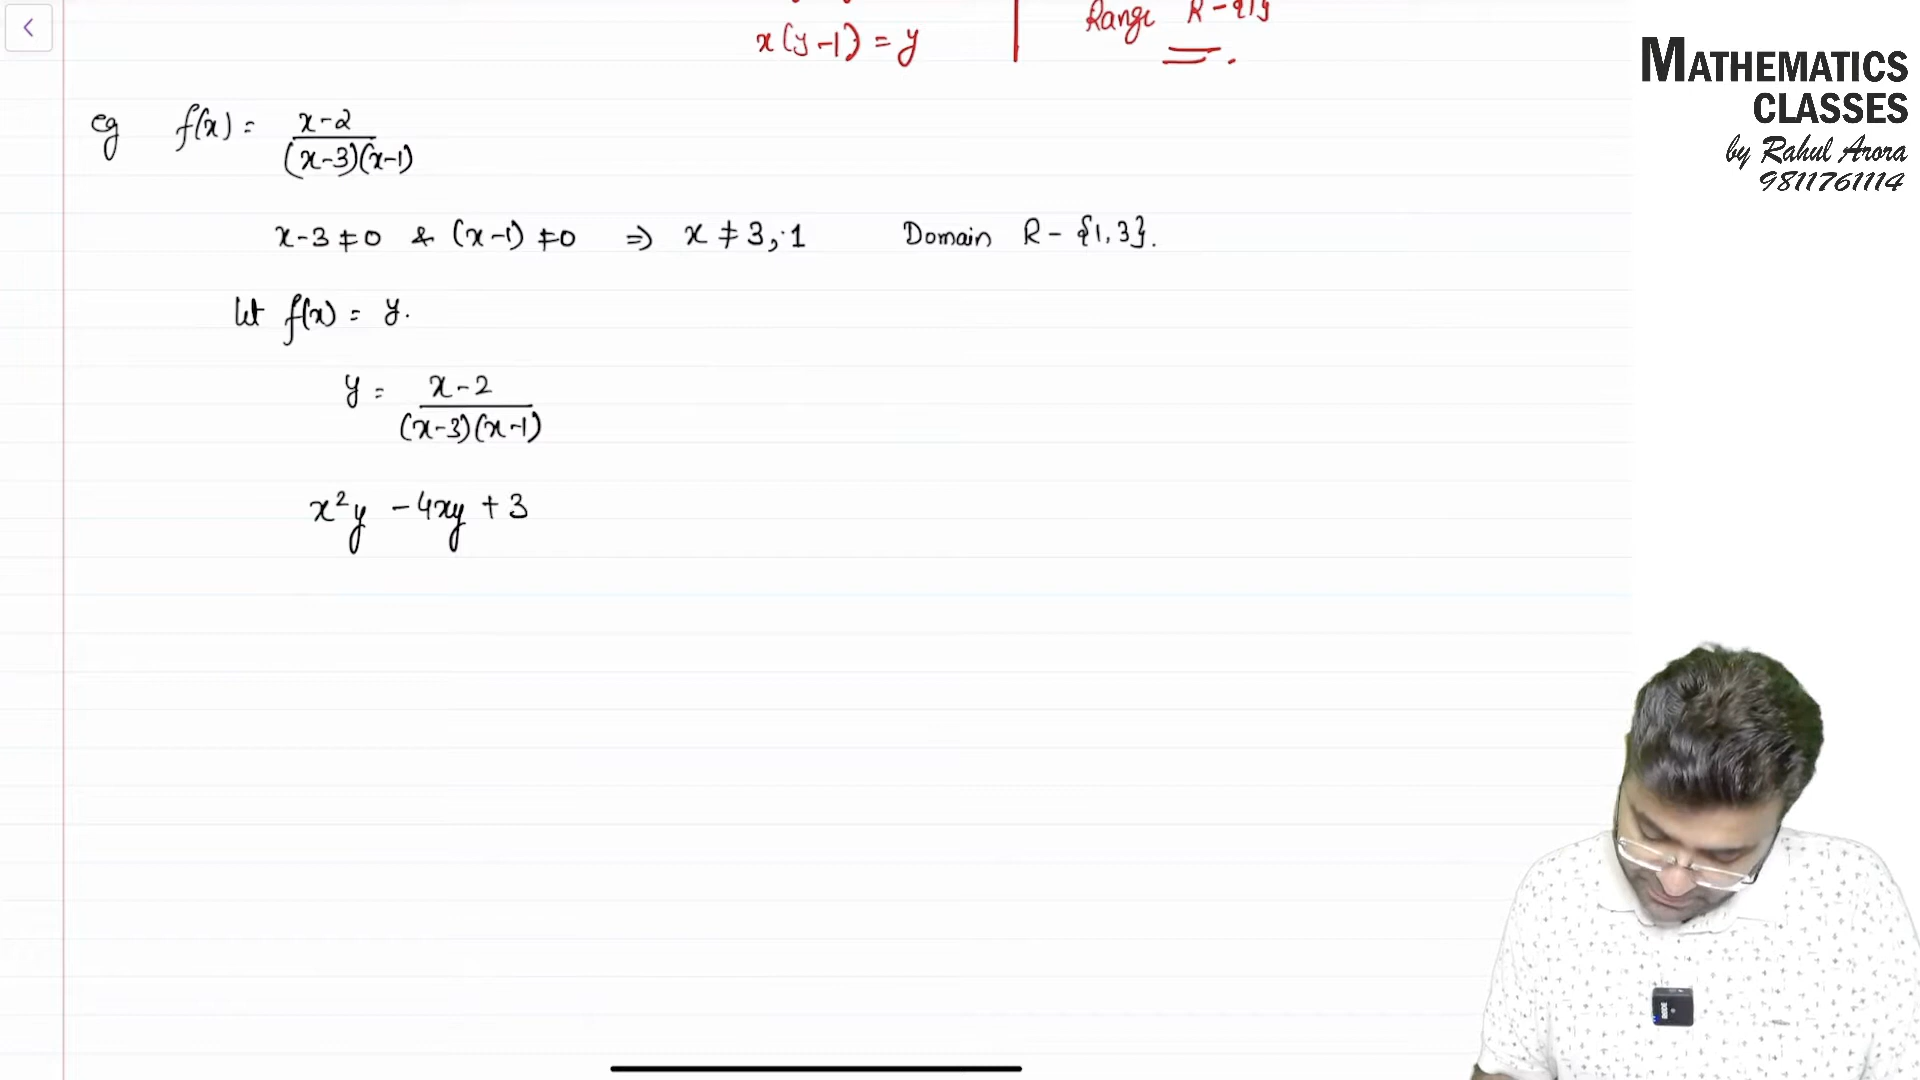 x(y-1) = y
Range R - {1}
MATHEMATICS
CLASSES
by Rahul Arora
9811761114
eg f(x) = x-2
(x-3)(x-1)
x-3 ≠ 0 & (x-1) ≠ 0 ⇒ x ≠ 3, 1 Domain R - {1, 3}.
let f(x) = y.
y = x-2
(x-3)(x-1)
x²y - 4xy + 3